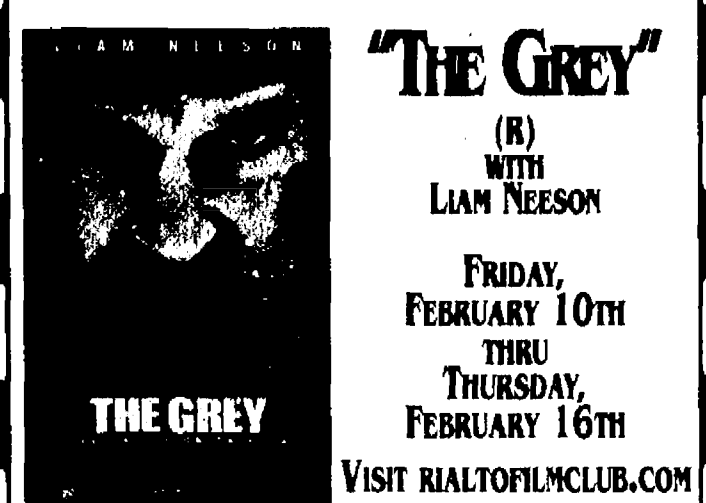 LIAM NEESON
THE GREY
"THE GREY"
(R)
WITH
LIAM NEESON
FRIDAY,
FEBRUARY 10TH
THRU
THURSDAY,
FEBRUARY 16TH
VISIT RIALTOFILMCLUB.COM